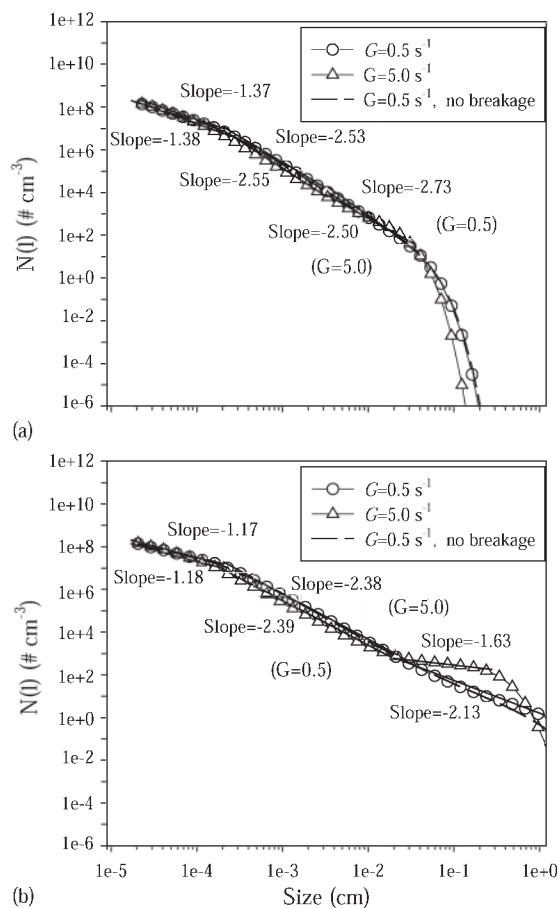 1e+12
1e+10
1e+8
1e+6
1e+4
1e+2
1e+0
1e-2
1e-4
1e-6
N(l) (# cm⁻³)
G=0.5 s⁻¹
G=5.0 s⁻¹
G=0.5 s⁻¹, no breakage
Slope=-1.37
Slope=-1.38
Slope=-2.53
Slope=-2.55
Slope=-2.73
(G=0.5)
Slope=-2.50
(G=5.0)
(a)
1e+12
1e+10
1e+8
1e+6
1e+4
1e+2
1e+0
1e-2
1e-4
1e-6
N(l) (# cm⁻³)
G=0.5 s⁻¹
G=5.0 s⁻¹
G=0.5 s⁻¹, no breakage
Slope=-1.17
Slope=-1.18
Slope=-2.38
(G=5.0)
Slope=-2.39
Slope=-1.63
(G=0.5)
Slope=-2.13
1e-5 1e-4 1e-3 1e-2 1e-1 1e+0
(b)
Size (cm)